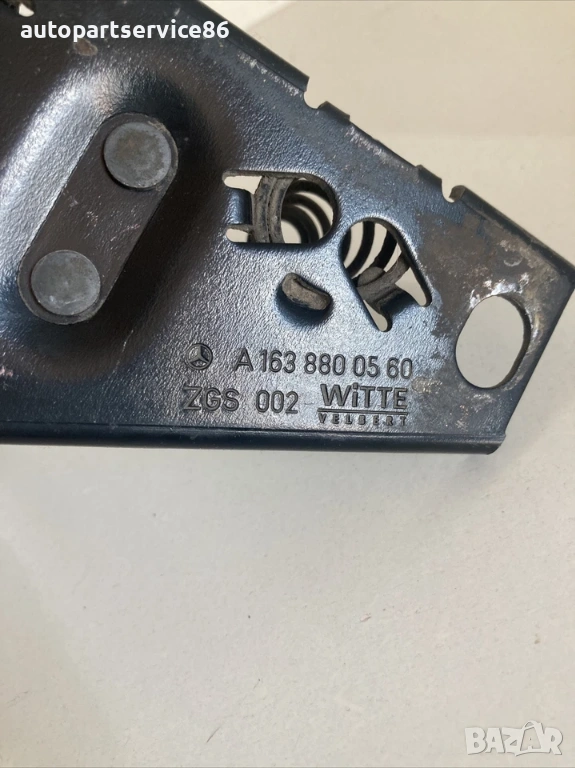 autopartservice86
A 163 880 05 60
ZGS 002 WiTTE
VELBERT
BAZAR